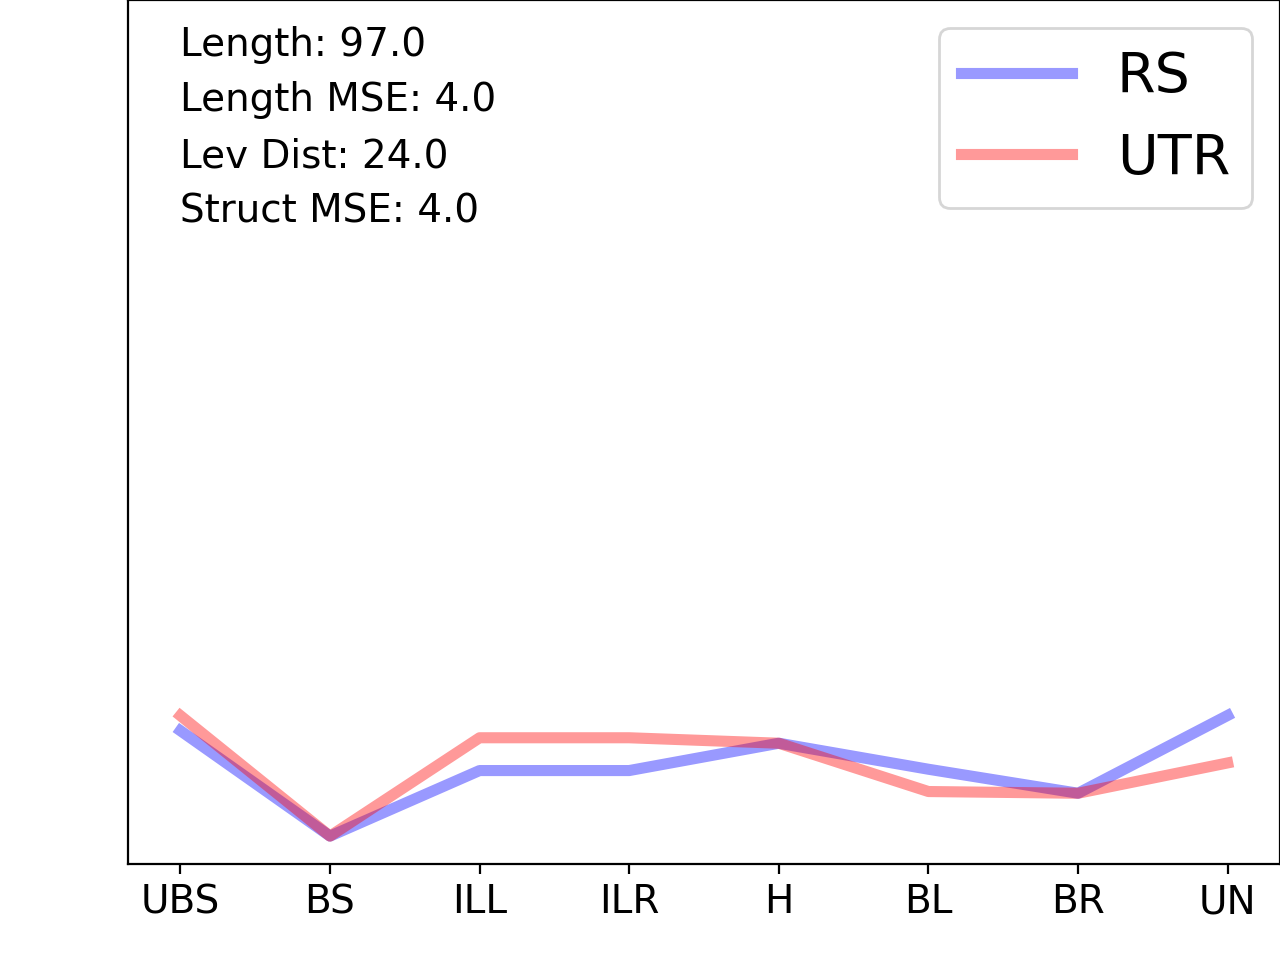 Length: 97.0
Length MSE: 4.0
Lev Dist: 24.0
Struct MSE: 4.0
RS
UTR
UBS BS ILL ILR H BL BR UN